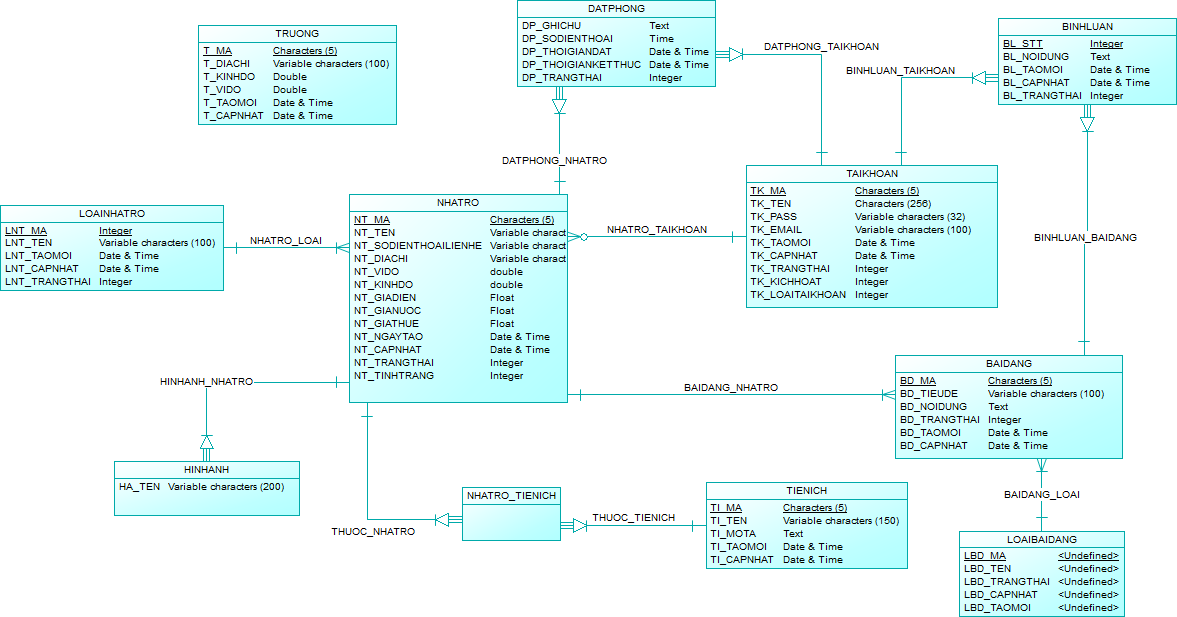 DATPHONG
DP_GHICHU Text
DP_SODIENTHOAI Time
DP_THOIGIANDAT Date & Time
DP_THOIGIANKETTHUC Date & Time
DP_TRANGTHAI Integer
TRUONG
T_MA Characters (5)
T_DIACHI Variable characters (100)
T_KINHDO Double
T_VIDO Double
T_TAOMOI Date & Time
T_CAPNHAT Date & Time
BINHLUAN
BL_STT Integer
BL_NOIDUNG Text
BL_TAOMOI Date & Time
BL_CAPNHAT Date & Time
BL_TRANGTHAI Integer
DATPHONG_TAIKHOAN
BINHLUAN_TAIKHOAN
DATPHONG_NHATRO
TAIKHOAN
TK_MA Characters (5)
TK_TEN Characters (256)
TK_PASS Variable characters (32)
TK_EMAIL Variable characters (100)
TK_TAOMOI Date & Time
TK_CAPNHAT Date & Time
TK_TRANGTHAI Integer
TK_KICHHOAT Integer
TK_LOAITAIKHOAN Integer
LOAINHATRO
LNT_MA Integer
LNT_TEN Variable characters (100)
LNT_TAOMOI Date & Time
LNT_CAPNHAT Date & Time
LNT_TRANGTHAI Integer
NHATRO_LOAI
NHATRO
NT_MA Characters (5)
NT_TEN Variable charact
NT_SODIENTHOAILIENHE Variable charact
NT_DIACHI Variable charact
NT_VIDO double
NT_KINHDO double
NT_GIADIEN Float
NT_GIANUOC Float
NT_GIATHUE Float
NT_NGAYTAO Date & Time
NT_CAPNHAT Date & Time
NT_TRANGTHAI Integer
NT_TINHTRANG Integer
NHATRO_TAIKHOAN
BINHLUAN_BAIDANG
BAIDANG
BD_MA Characters (5)
BD_TIEUDE Variable characters (100)
BD_NOIDUNG Text
BD_TRANGTHAI Integer
BD_TAOMOI Date & Time
BD_CAPNHAT Date & Time
HINHANH_NHATRO
BAIDANG_NHATRO
HINHANH
HA_TEN Variable characters (200)
NHATRO_TIENICH
THUOC_NHATRO
THUOC_TIENICH
TIENICH
TI_MA Characters (5)
TI_TEN Variable characters (150)
TI_MOTA Text
TI_TAOMOI Date & Time
TI_CAPNHAT Date & Time
BAIDANG_LOAI
LOAIBAIDANG
LBD_MA <Undefined>
LBD_TEN <Undefined>
LBD_TRANGTHAI <Undefined>
LBD_CAPNHAT <Undefined>
LBD_TAOMOI <Undefined>